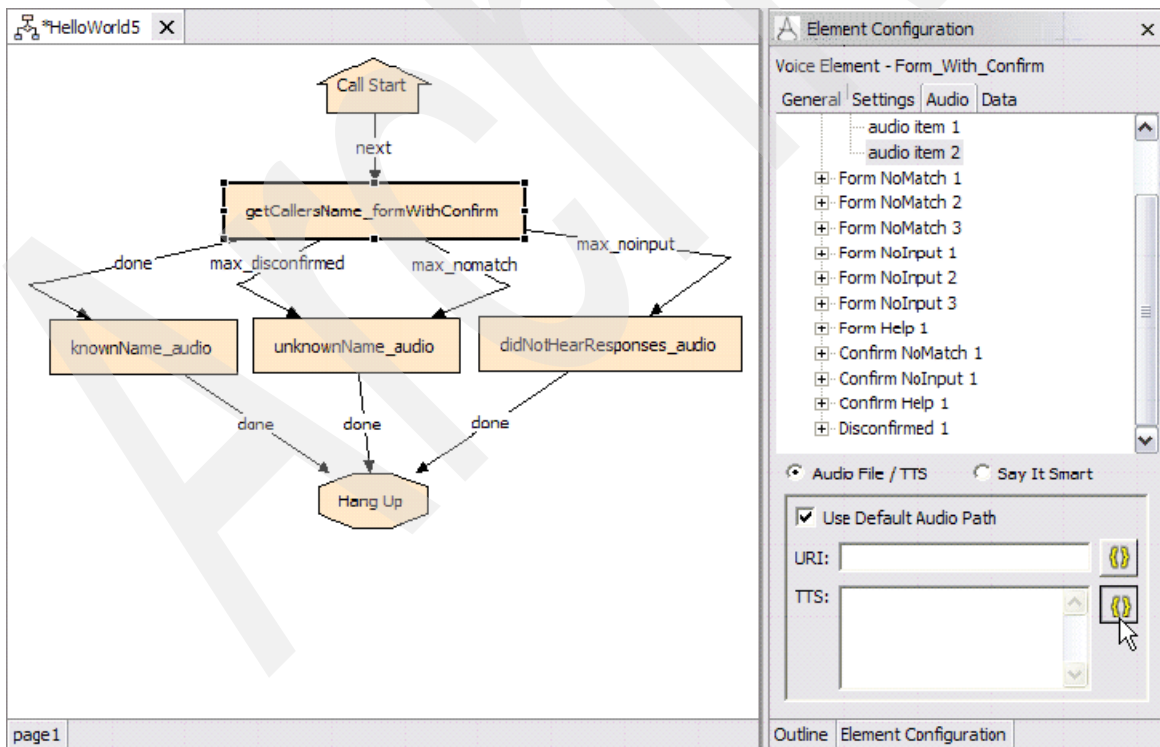 *HelloWorld5
Call Start
next
getCallersName_formWithConfirm
done
max_disconfirmed
max_nomatch
max_noinput
knownName_audio
unknownName_audio
didNotHearResponses_audio
done
done
done
Hang Up
page1
Element Configuration
Voice Element - Form_With_Confirm
General Settings Audio Data
audio item 1
audio item 2
Form NoMatch 1
Form NoMatch 2
Form NoMatch 3
Form NoInput 1
Form NoInput 2
Form NoInput 3
Form Help 1
Confirm NoMatch 1
Confirm NoInput 1
Confirm Help 1
Disconfirmed 1
Audio File / TTS Say It Smart
Use Default Audio Path
URI:
TTS:
Outline Element Configuration